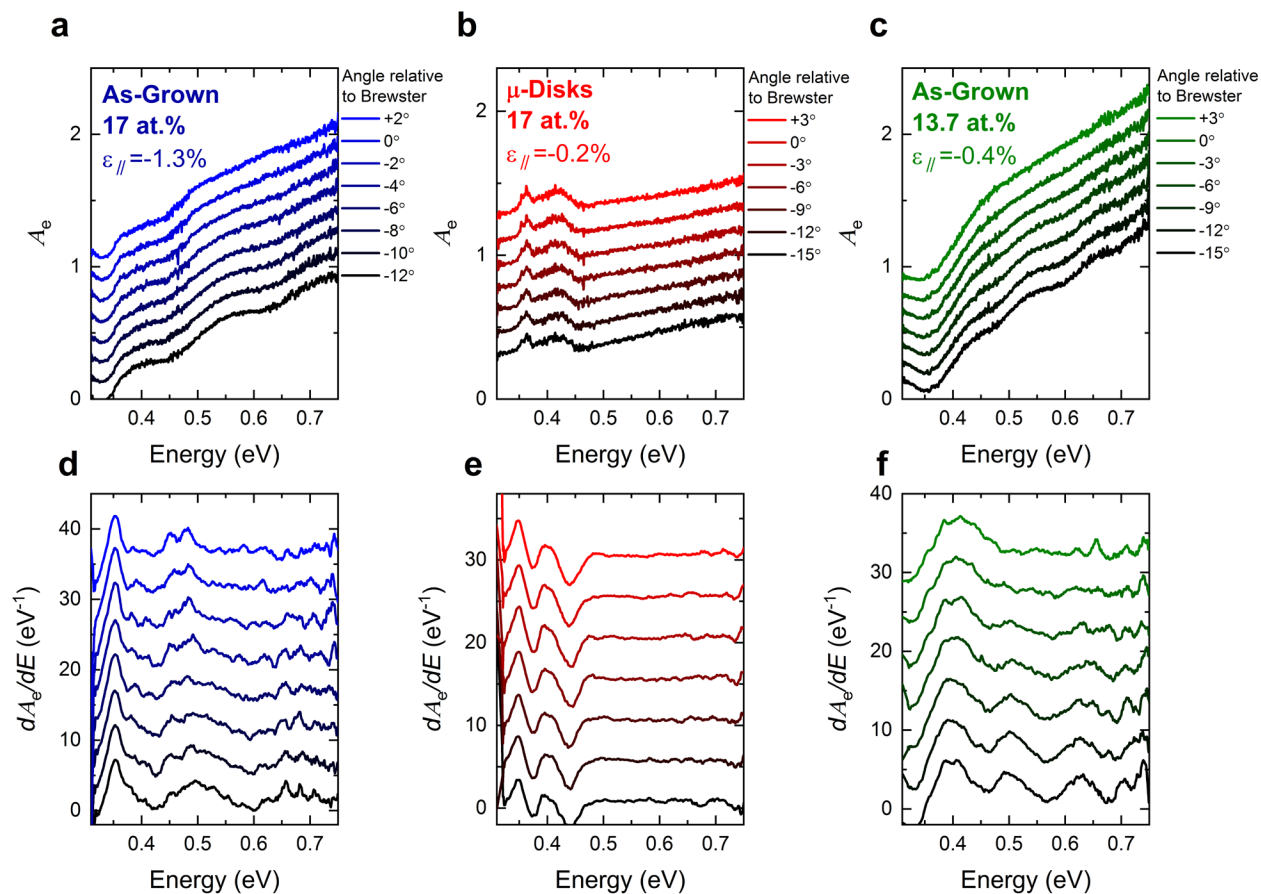 a
As-Grown
17 at.%
ε// =-1.3%
Angle relative
to Brewster
+2°
0°
-2°
-4°
-6°
-8°
-10°
-12°
2
1
0
Ae
0.4 0.5 0.6 0.7
Energy (eV)
b
μ-Disks
17 at.%
ε// =-0.2%
Angle relative
to Brewster
+3°
0°
-3°
-6°
-9°
-12°
-15°
2
1
0
Ae
0.4 0.5 0.6 0.7
Energy (eV)
c
As-Grown
13.7 at.%
ε// =-0.4%
Angle relative
to Brewster
+3°
0°
-3°
-6°
-9°
-12°
-15°
2
1
0
Ae
0.4 0.5 0.6 0.7
Energy (eV)
d
40
30
20
10
0
dAe/dE (eV-1)
0.4 0.5 0.6 0.7
Energy (eV)
e
30
20
10
0
dAe/dE (eV-1)
0.4 0.5 0.6 0.7
Energy (eV)
f
40
30
20
10
0
dAe/dE (eV-1)
0.4 0.5 0.6 0.7
Energy (eV)